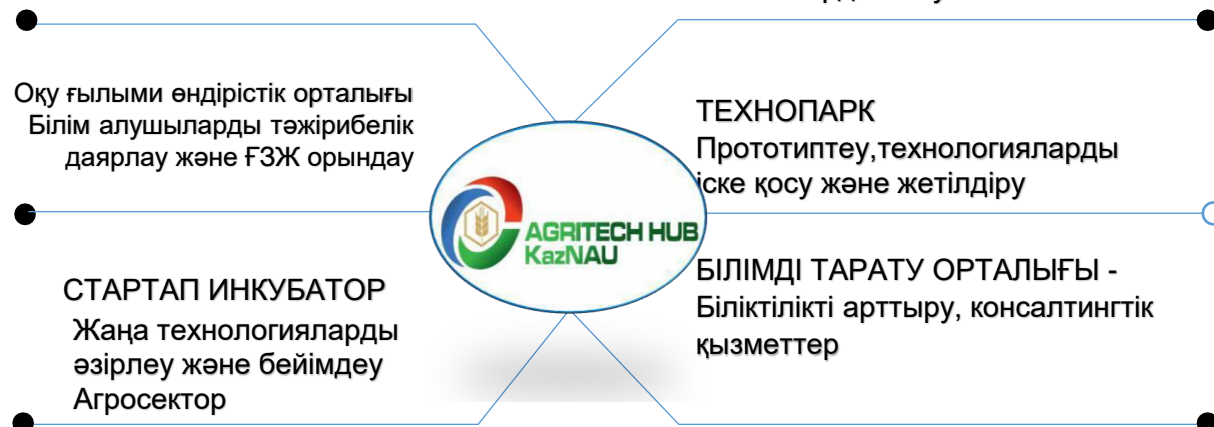 Оқу ғылыми өндірістік орталығы
Білім алушыларды тәжірибелік
даярлау және ҒЗЖ орындау
СТАРТАП ИНКУБАТОР
Жаңа технологияларды
әзірлеу және бейімдеу
Агросектор
AGRITECH HUB
KazNAU
ТЕХНОПАРК
Прототиптеу,технологияларды
іске қосу және жетілдіру
БІЛІМДІ ТАРАТУ ОРТАЛЫҒЫ -
Біліктілікті арттыру, консалтингтік
қызметтер